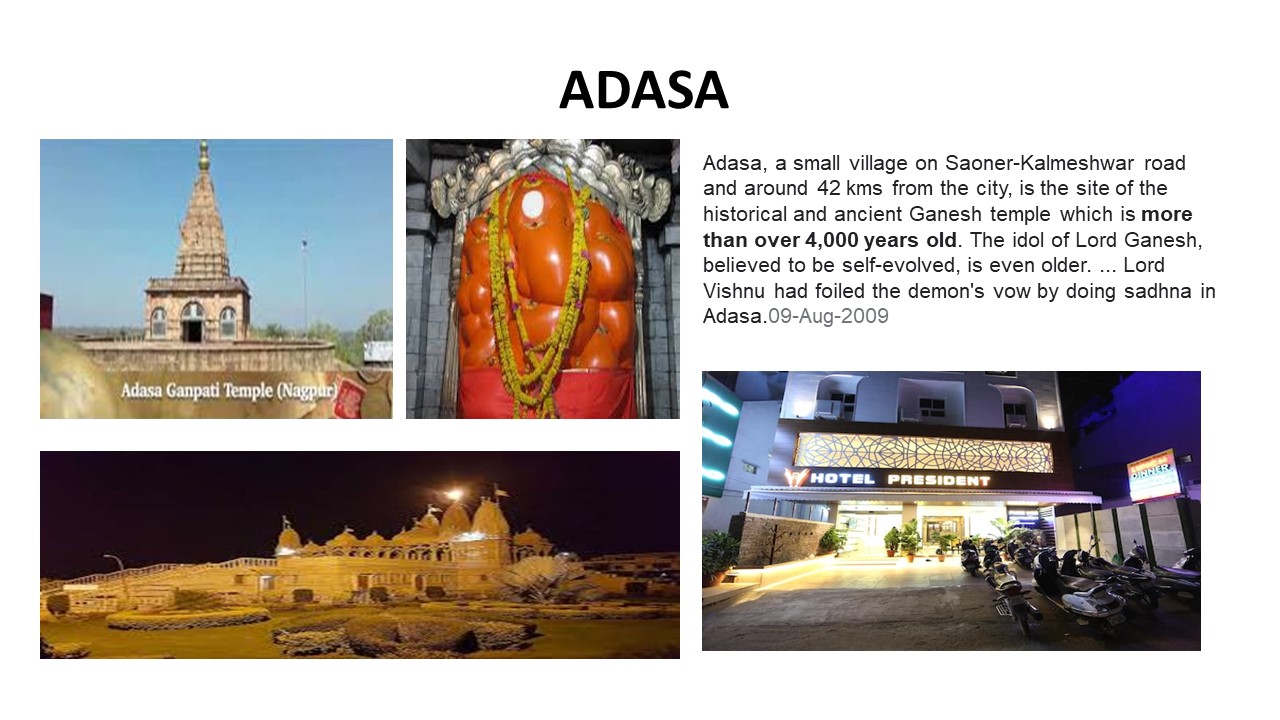 ADASA
Adasa Ganpati Temple (Nagpur)
Adasa, a small village on Saoner-Kalmeshwar road
and around 42 kms from the city, is the site of the
historical and ancient Ganesh temple which is more
than over 4,000 years old. The idol of Lord Ganesh,
believed to be self-evolved, is even older. ... Lord
Vishnu had foiled the demon's vow by doing sadhna in
Adasa.09-Aug-2009
HOTEL PRESIDENT
DINNER